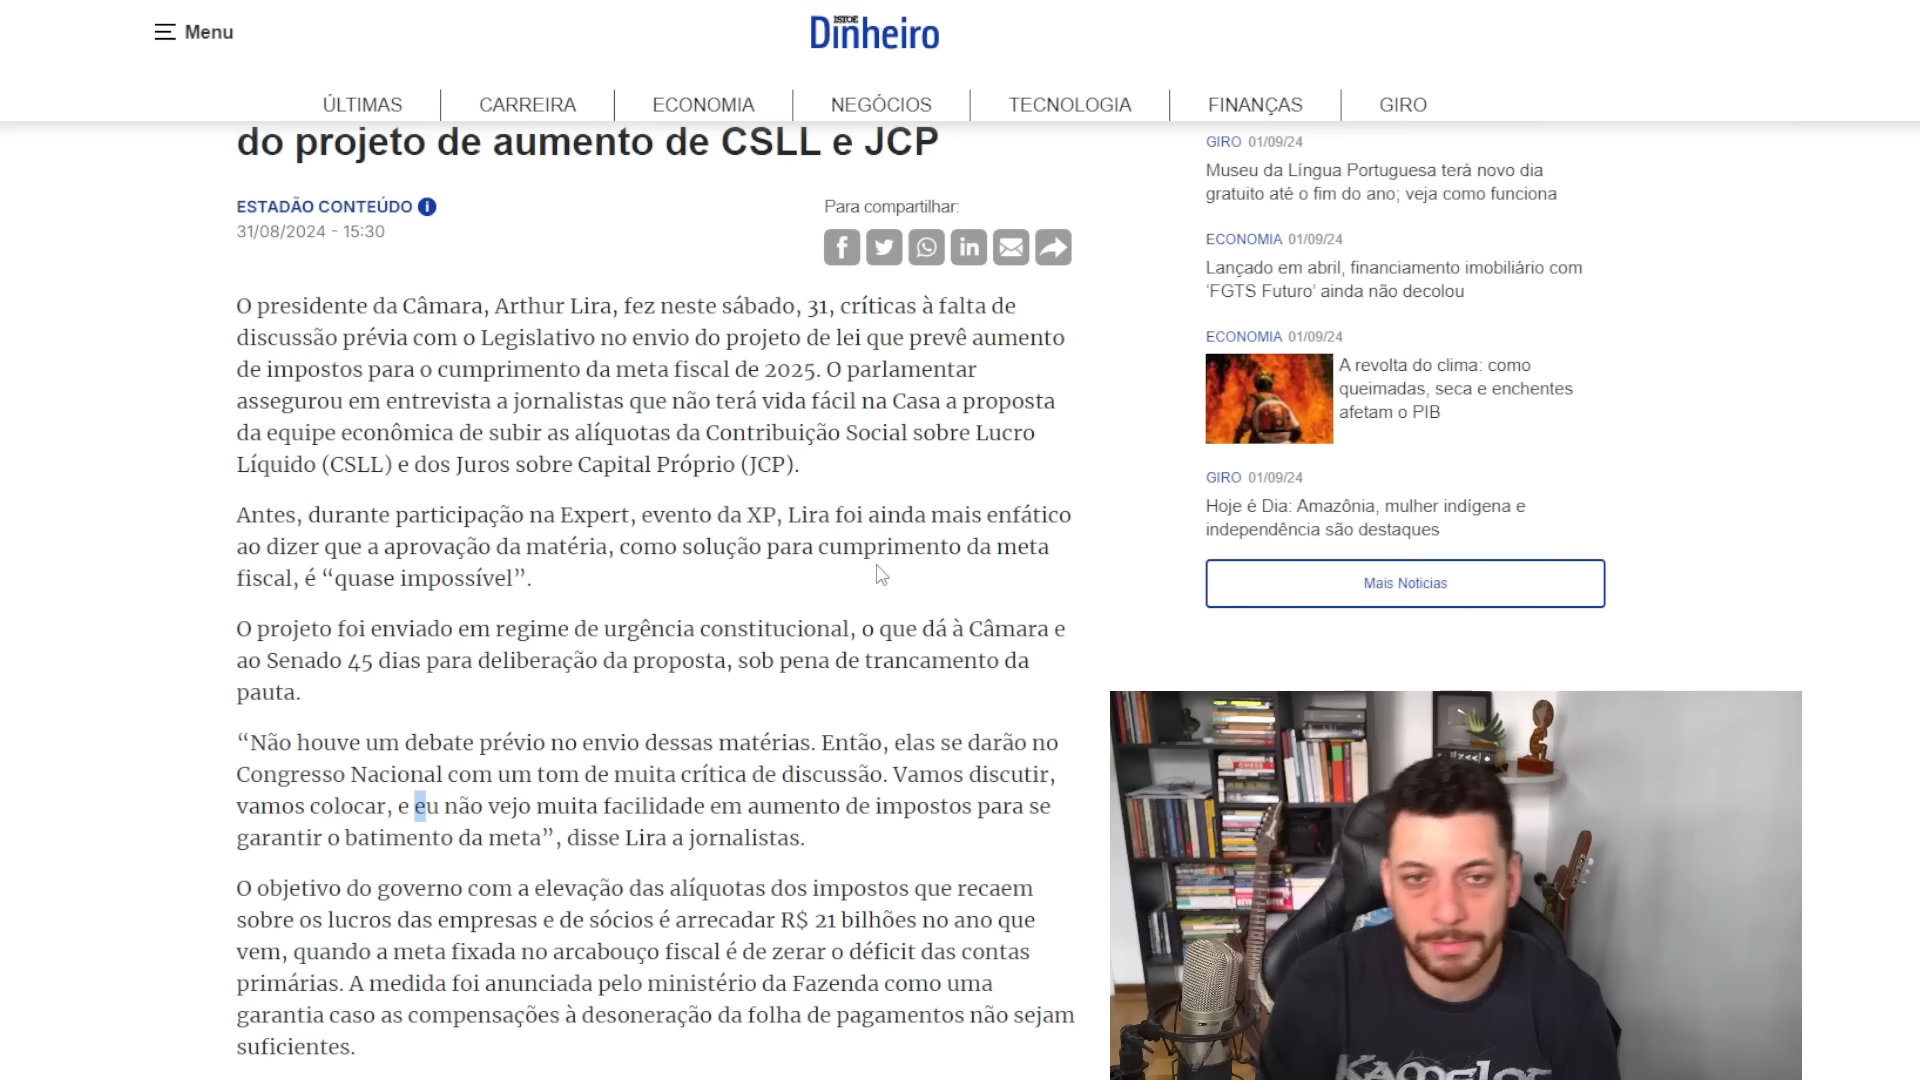 Menu
ISTOÉ
Dinheiro
ÚLTIMAS
CARREIRA
ECONOMIA
NEGÓCIOS
TECNOLOGIA
FINANÇAS
GIRO
do projeto de aumento de CSLL e JCP
ESTADÃO CONTEÚDO i
31/08/2024 - 15:30
Para compartilhar:
O presidente da Câmara, Arthur Lira, fez neste sábado, 31, críticas à falta de
discussão prévia com o Legislativo no envio do projeto de lei que prevê aumento
de impostos para o cumprimento da meta fiscal de 2025. O parlamentar
assegurou em entrevista a jornalistas que não terá vida fácil na Casa a proposta
da equipe econômica de subir as alíquotas da Contribuição Social sobre Lucro
Líquido (CSLL) e dos Juros sobre Capital Próprio (JCP).
Antes, durante participação na Expert, evento da XP, Lira foi ainda mais enfático
ao dizer que a aprovação da matéria, como solução para cumprimento da meta
fiscal, é “quase impossível”.
O projeto foi enviado em regime de urgência constitucional, o que dá à Câmara e
ao Senado 45 dias para deliberação da proposta, sob pena de trancamento da
pauta.
“Não houve um debate prévio no envio dessas matérias. Então, elas se darão no
Congresso Nacional com um tom de muita crítica de discussão. Vamos discutir,
vamos colocar, e eu não vejo muita facilidade em aumento de impostos para se
garantir o batimento da meta”, disse Lira a jornalistas.
O objetivo do governo com a elevação das alíquotas dos impostos que recaem
sobre os lucros das empresas e de sócios é arrecadar R$ 21 bilhões no ano que
vem, quando a meta fixada no arcabouço fiscal é de zerar o déficit das contas
primárias. A medida foi anunciada pelo ministério da Fazenda como uma
garantia caso as compensações à desoneração da folha de pagamentos não sejam
suficientes.
GIRO 01/09/24
Museu da Língua Portuguesa terá novo dia
gratuito até o fim do ano; veja como funciona
ECONOMIA 01/09/24
Lançado em abril, financiamento imobiliário com
‘FGTS Futuro’ ainda não decolou
ECONOMIA 01/09/24
A revolta do clima: como
queimadas, seca e enchentes
afetam o PIB
GIRO 01/09/24
Hoje é Dia: Amazônia, mulher indígena e
independência são destaques
Mais Noticias
CHESS
KAMELOT